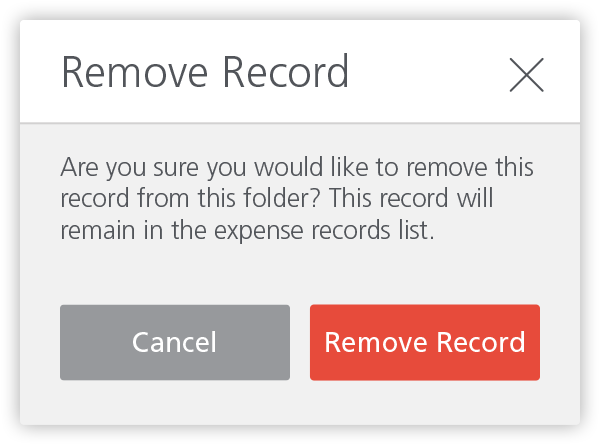 Remove Record
Are you sure you would like to remove this
record from this folder? This record will
remain in the expense records list.
Cancel
Remove Record